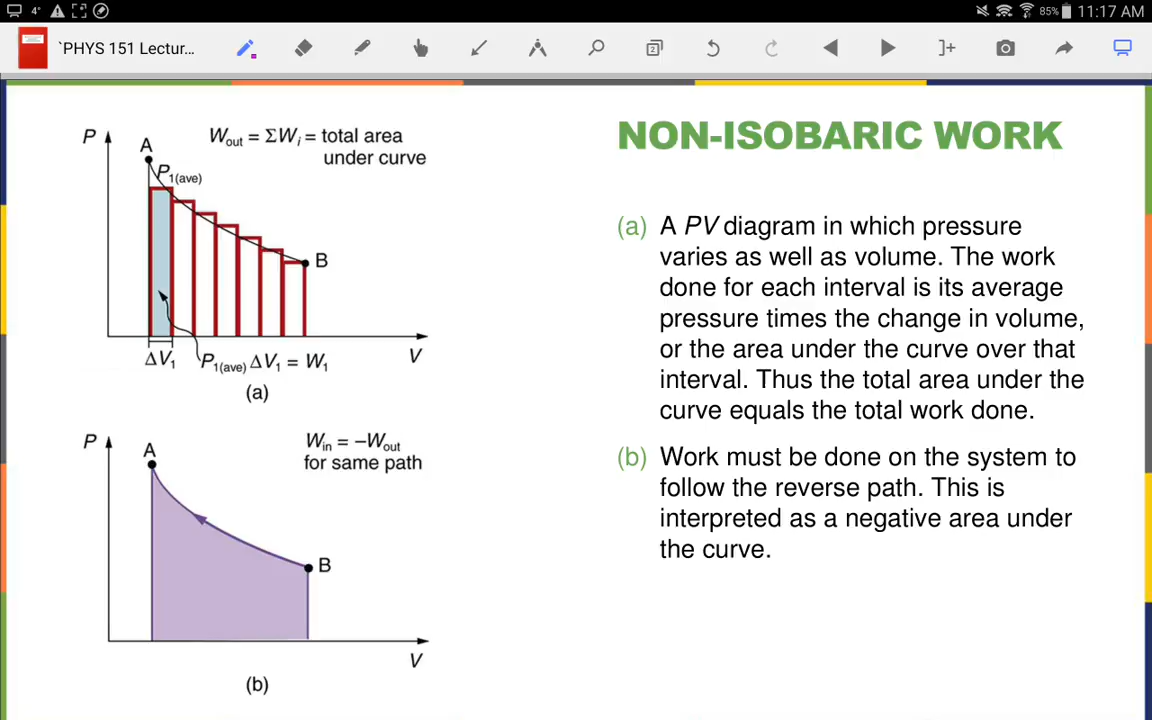 4°
85%
11:17 AM
`PHYS 151 Lectur...
2
P
A
W_out = ΣW_i = total area
under curve
P_1(ave)
B
V
ΔV_1
P_1(ave) ΔV_1 = W_1
(a)
P
A
W_in = –W_out
for same path
B
V
(b)
NON-ISOBARIC WORK
(a) A PV diagram in which pressure
varies as well as volume. The work
done for each interval is its average
pressure times the change in volume,
or the area under the curve over that
interval. Thus the total area under the
curve equals the total work done.
(b) Work must be done on the system to
follow the reverse path. This is
interpreted as a negative area under
the curve.